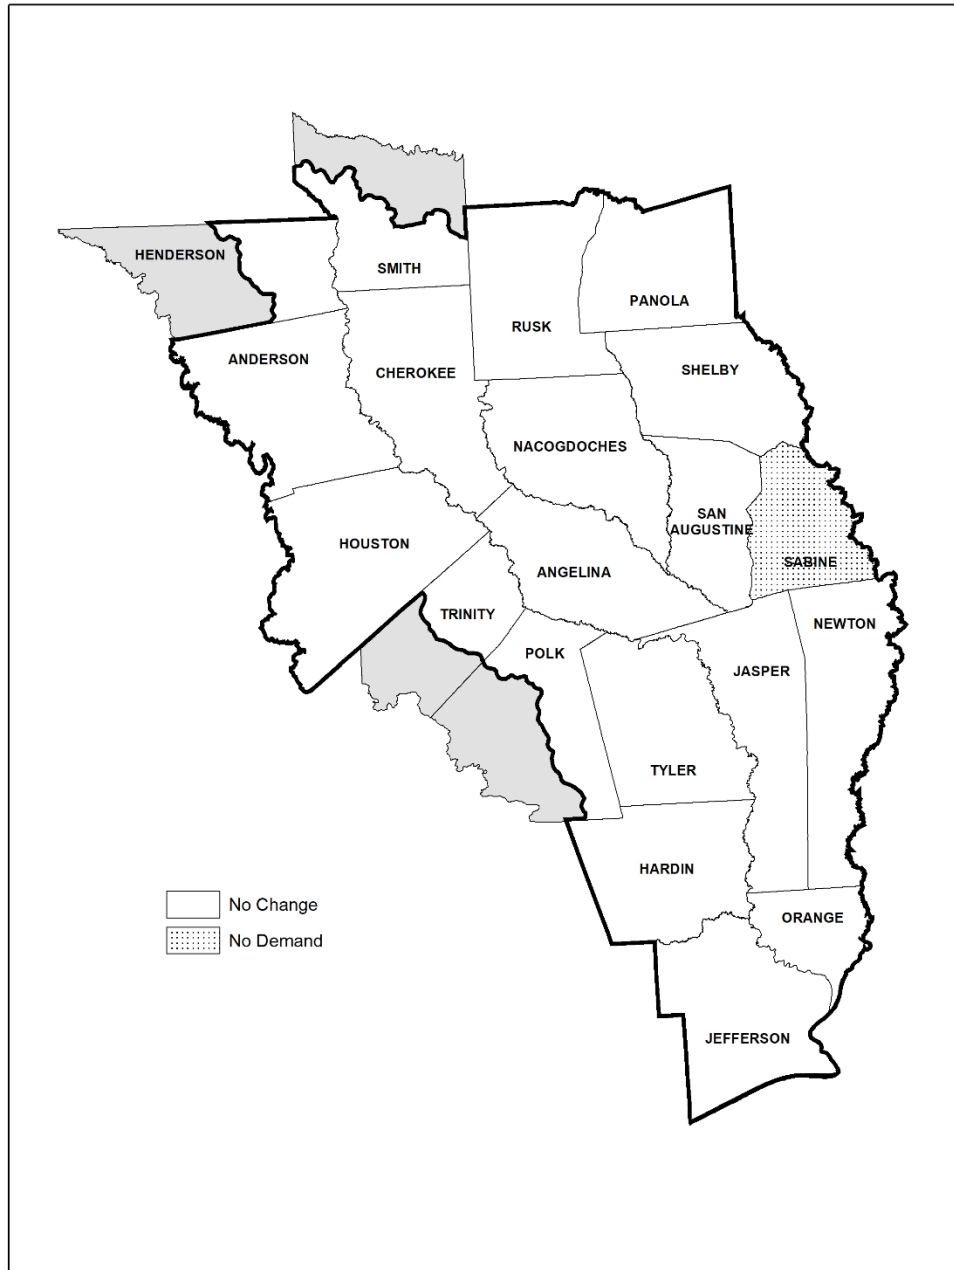 HENDERSON
SMITH
PANOLA
RUSK
ANDERSON
CHEROKEE
SHELBY
NACOGDOCHES
SAN
AUGUSTINE
HOUSTON
SABINE
ANGELINA
TRINITY
NEWTON
POLK
JASPER
TYLER
HARDIN
No Change
ORANGE
No Demand
JEFFERSON